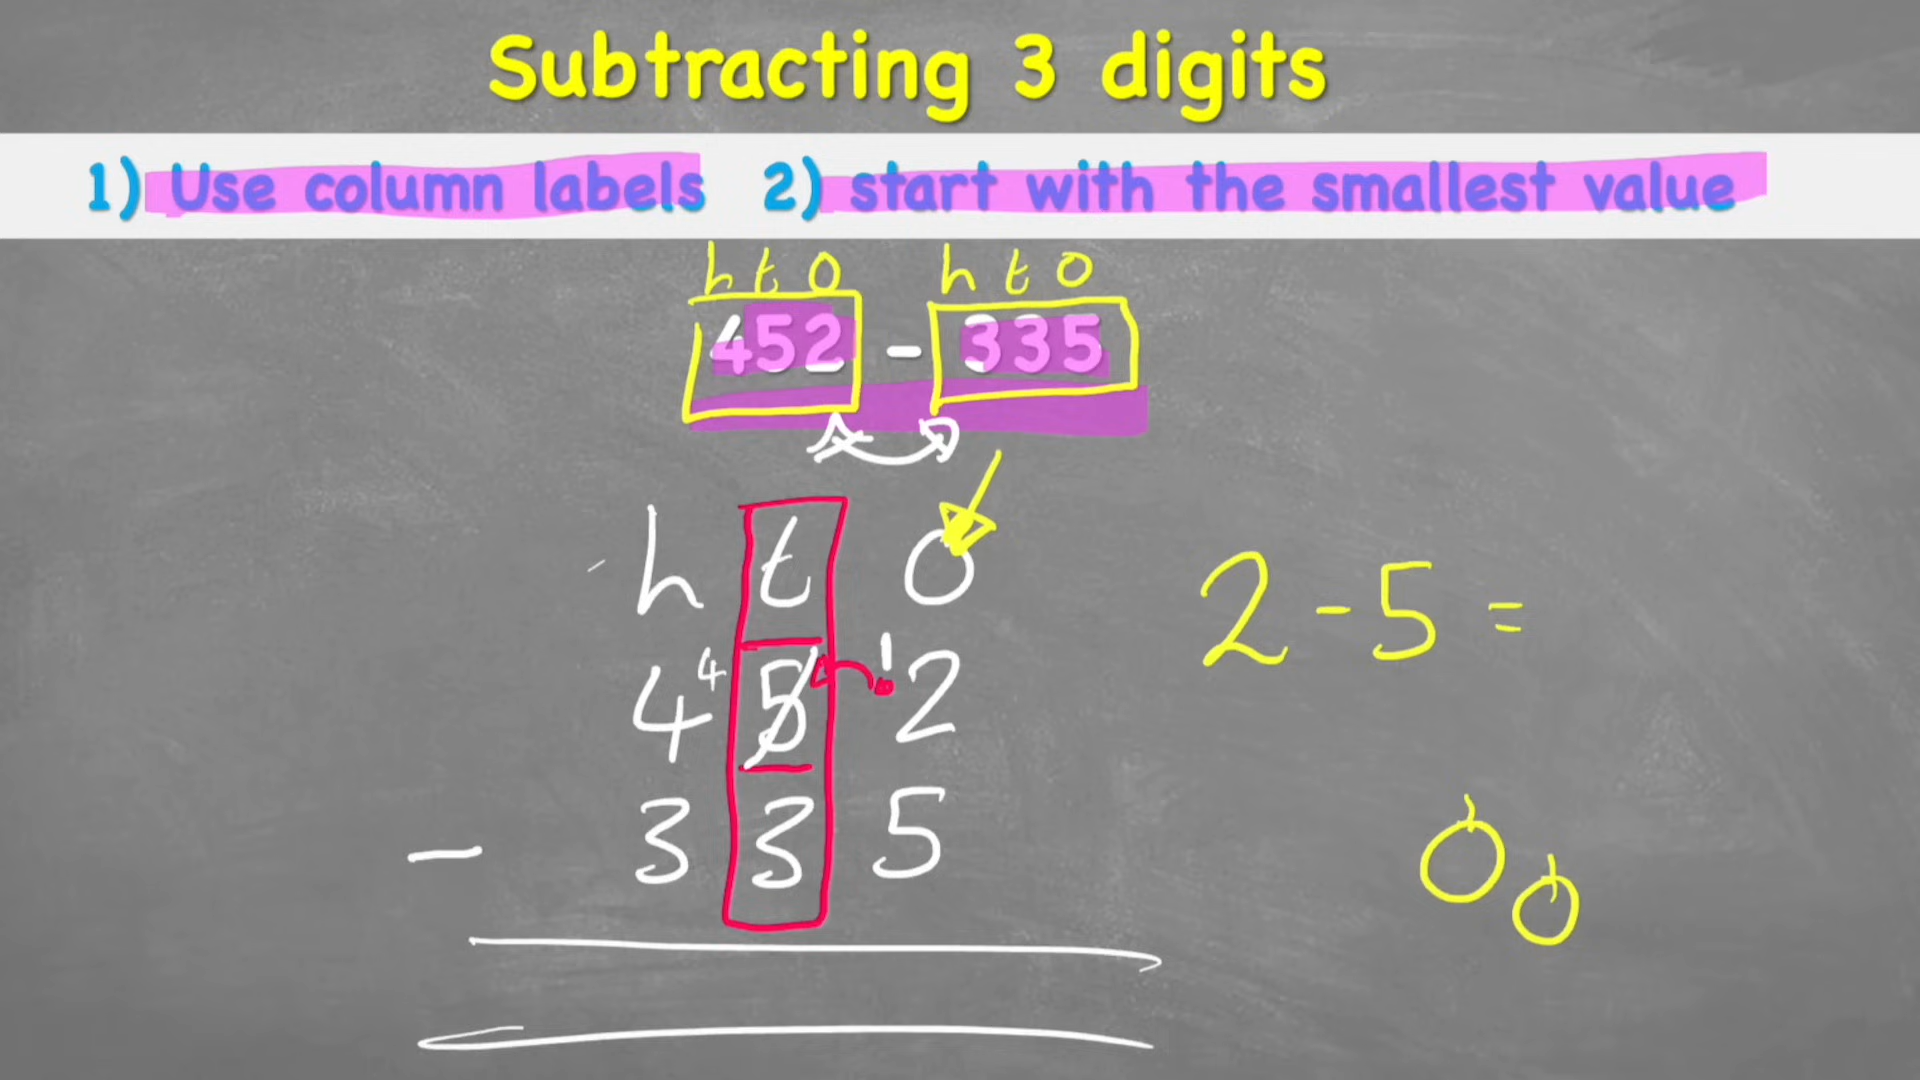 Subtracting 3 digits
1) Use column labels 2) start with the smallest value
h t o h t o
452 - 335
h t o
4 4 5 1 2 2 - 5 =
- 3 3 5